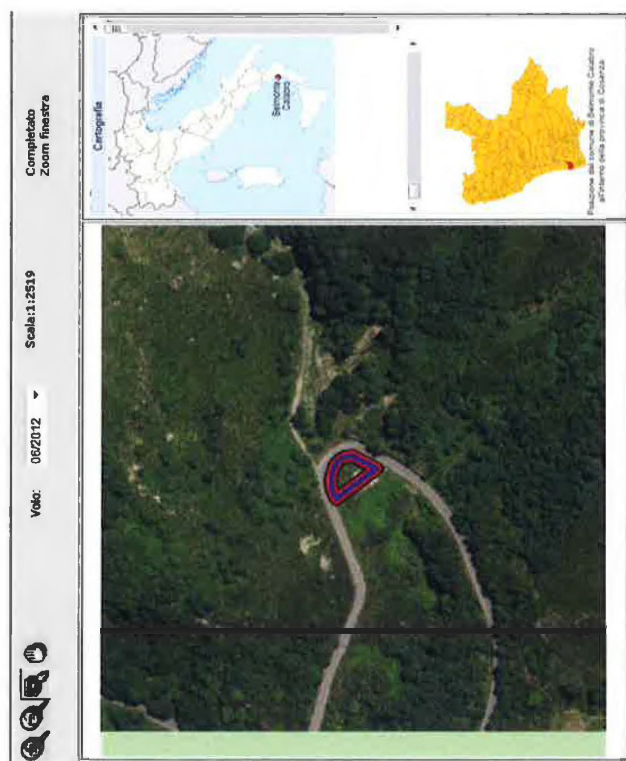 Volo: 06/2012
Scala:1:2519
Completato
Zoom finestra
Cartografia
Belmonte
Calabro
Posizione del comune di Belmonte Calabro
all'interno della provincia di Cosenza